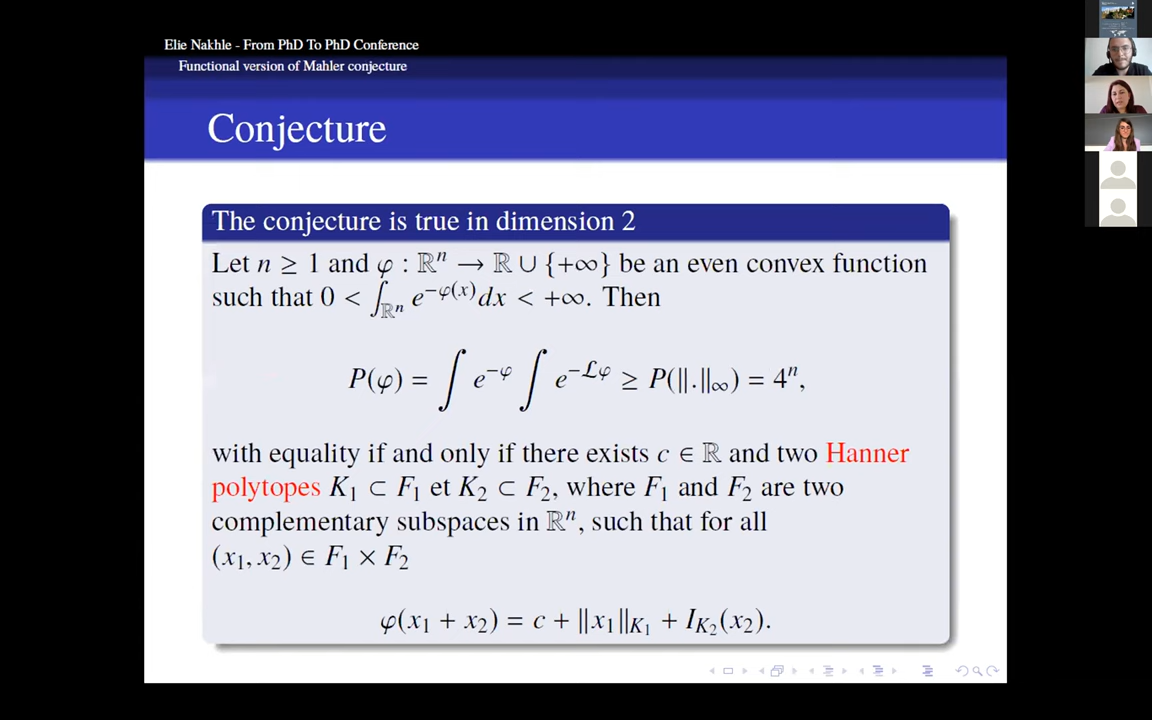 Elie Nakhle - From PhD To PhD Conference
Functional version of Mahler conjecture
Conjecture
The conjecture is true in dimension 2
Let n ≥ 1 and φ : ℝⁿ → ℝ ∪ {+∞} be an even convex function
such that 0 < ∫_{ℝⁿ} e^{−φ(x)} dx < +∞. Then
P(φ) = ∫ e^{−φ} ∫ e^{−ℒφ} ≥ P(‖.‖_∞) = 4ⁿ,
with equality if and only if there exists c ∈ ℝ and two Hanner
polytopes K₁ ⊂ F₁ et K₂ ⊂ F₂, where F₁ and F₂ are two
complementary subspaces in ℝⁿ, such that for all
(x₁, x₂) ∈ F₁ × F₂
φ(x₁ + x₂) = c + ‖x₁‖_{K₁} + I_{K₂}(x₂).